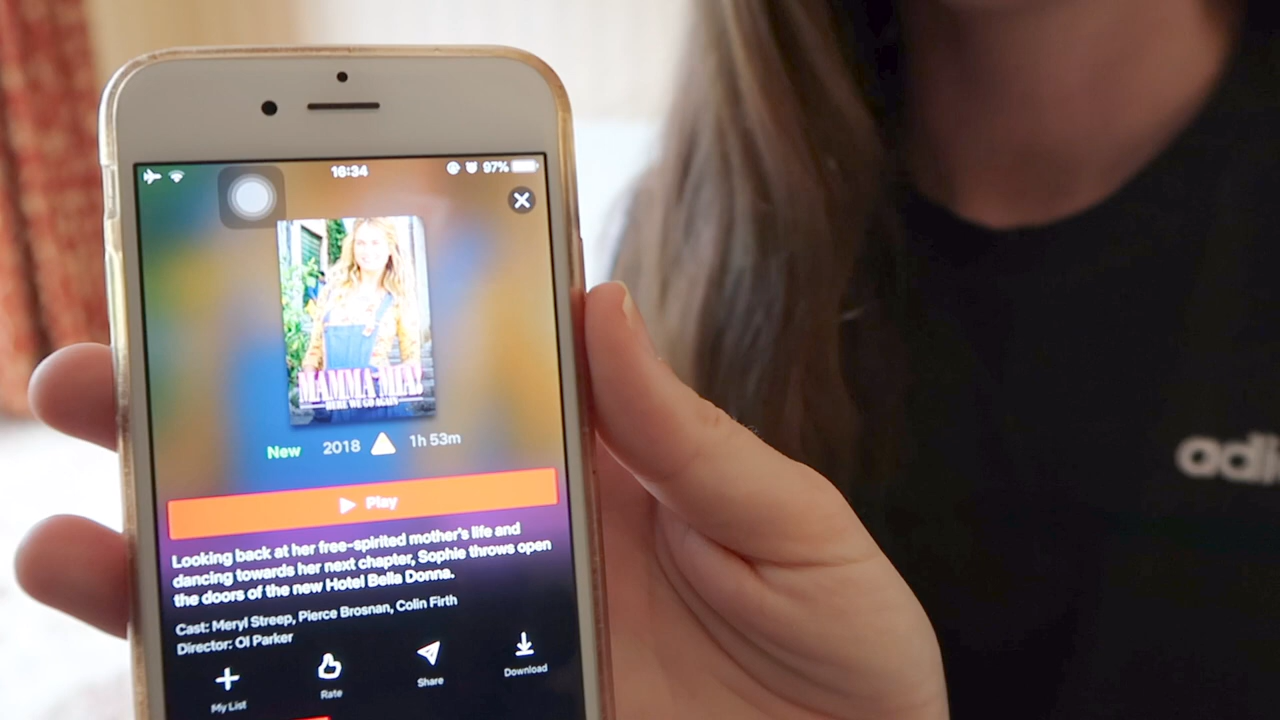 16:34
97%
MAMMA MIA!
HERE WE GO AGAIN
New 2018 1h 53m
Play
Looking back at her free-spirited mother's life and
dancing towards her next chapter, Sophie throws open
the doors of the new Hotel Bella Donna.
Cast: Meryl Streep, Pierce Brosnan, Colin Firth
Director: Ol Parker
My List
Rate
Share
Download
adi